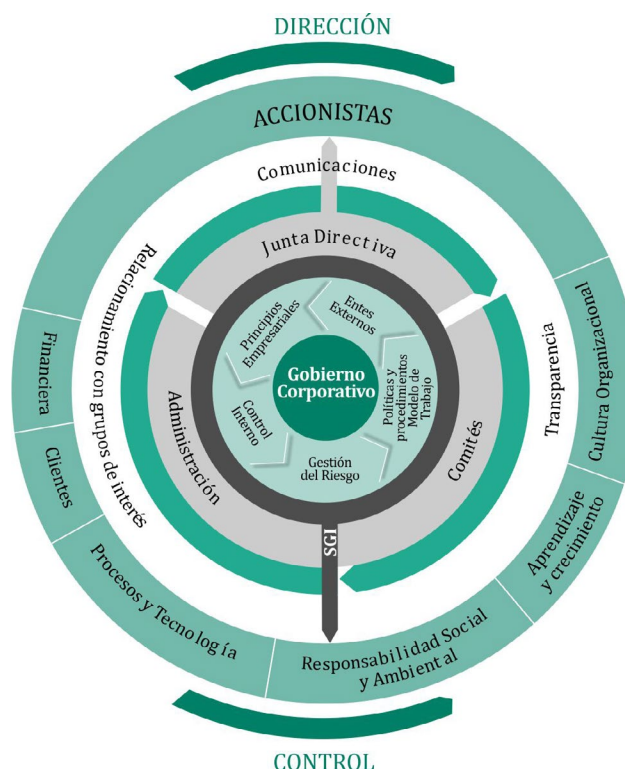 DIRECCIÓN
ACCIONISTAS
Comunicaciones
Junta Directiva
Relacionamiento con grupos de interés
Transparencia
Principios
Empresariales
Entes
Externos
Gobierno
Corporativo
Políticas y
procedimientos
Modelo de
Trabajo
Control
Interno
Gestión
del Riesgo
Administración
Comités
SGI
Financiera
Clientes
Procesos y Tecnología
Responsabilidad Social
y Ambiental
Aprendizaje
y crecimiento
Cultura Organizacional
CONTROL